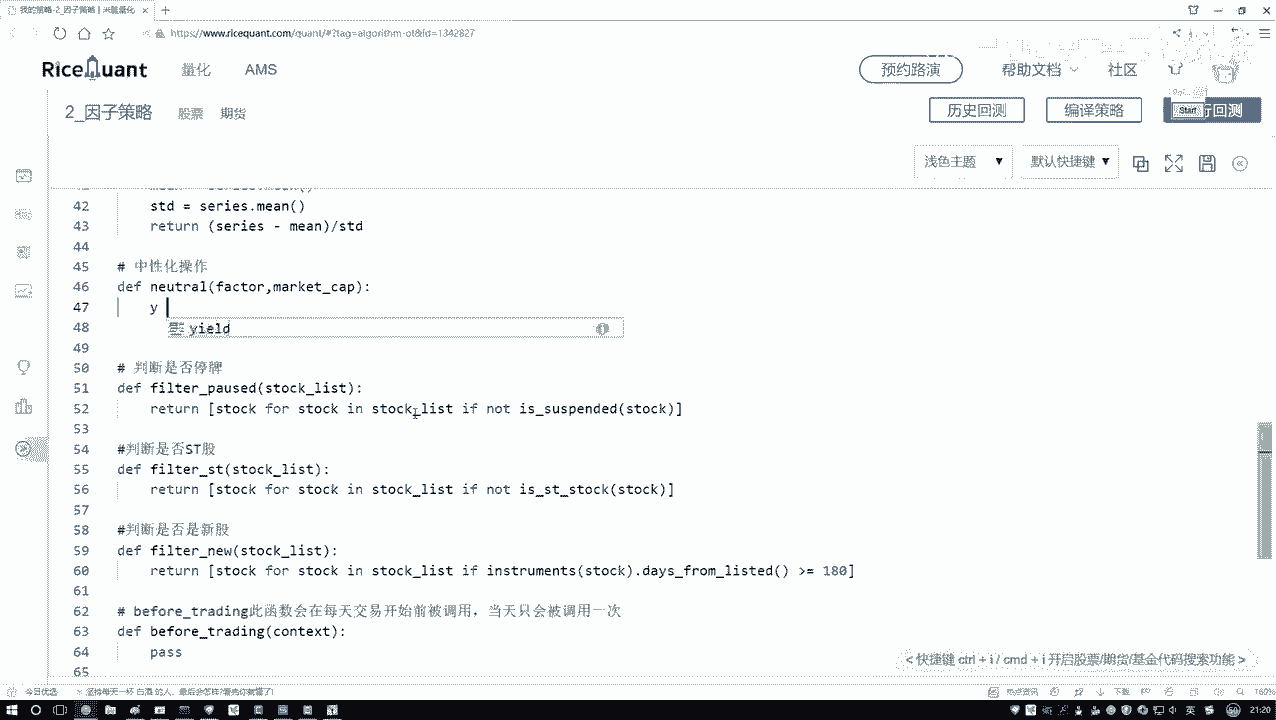 我的策略-2_因子策略 | 米筐量化
https://www.ricequant.com/quant/#?tag=algorithm-ot&id=1342827
RiceQuant 量化 AMS 预约路演 帮助文档 社区
2_因子策略 股票 期货 历史回测 编译策略 Start 行回测
浅色主题 默认快捷键
42 std = series.mean()
43 return (series - mean)/std
44
45 # 中性化操作
46 def neutral(factor,market_cap):
47 y
48 yield
49
50 # 判断是否停牌
51 def filter_paused(stock_list):
52 return [stock for stock in stock_list if not is_suspended(stock)]
53
54 #判断是否ST股
55 def filter_st(stock_list):
56 return [stock for stock in stock_list if not is_st_stock(stock)]
57
58 #判断是否是新股
59 def filter_new(stock_list):
60 return [stock for stock in stock_list if instruments(stock).days_from_listed() >= 180]
61
62 # before_trading此函数会在每天交易开始前被调用，当天只会被调用一次
63 def before_trading(context):
64 pass
65
< 快捷键 ctrl + i / cmd + i 开启股票/期货/基金代码搜索功能 >
今日优选 热点资讯 下载 160%
英 21:20